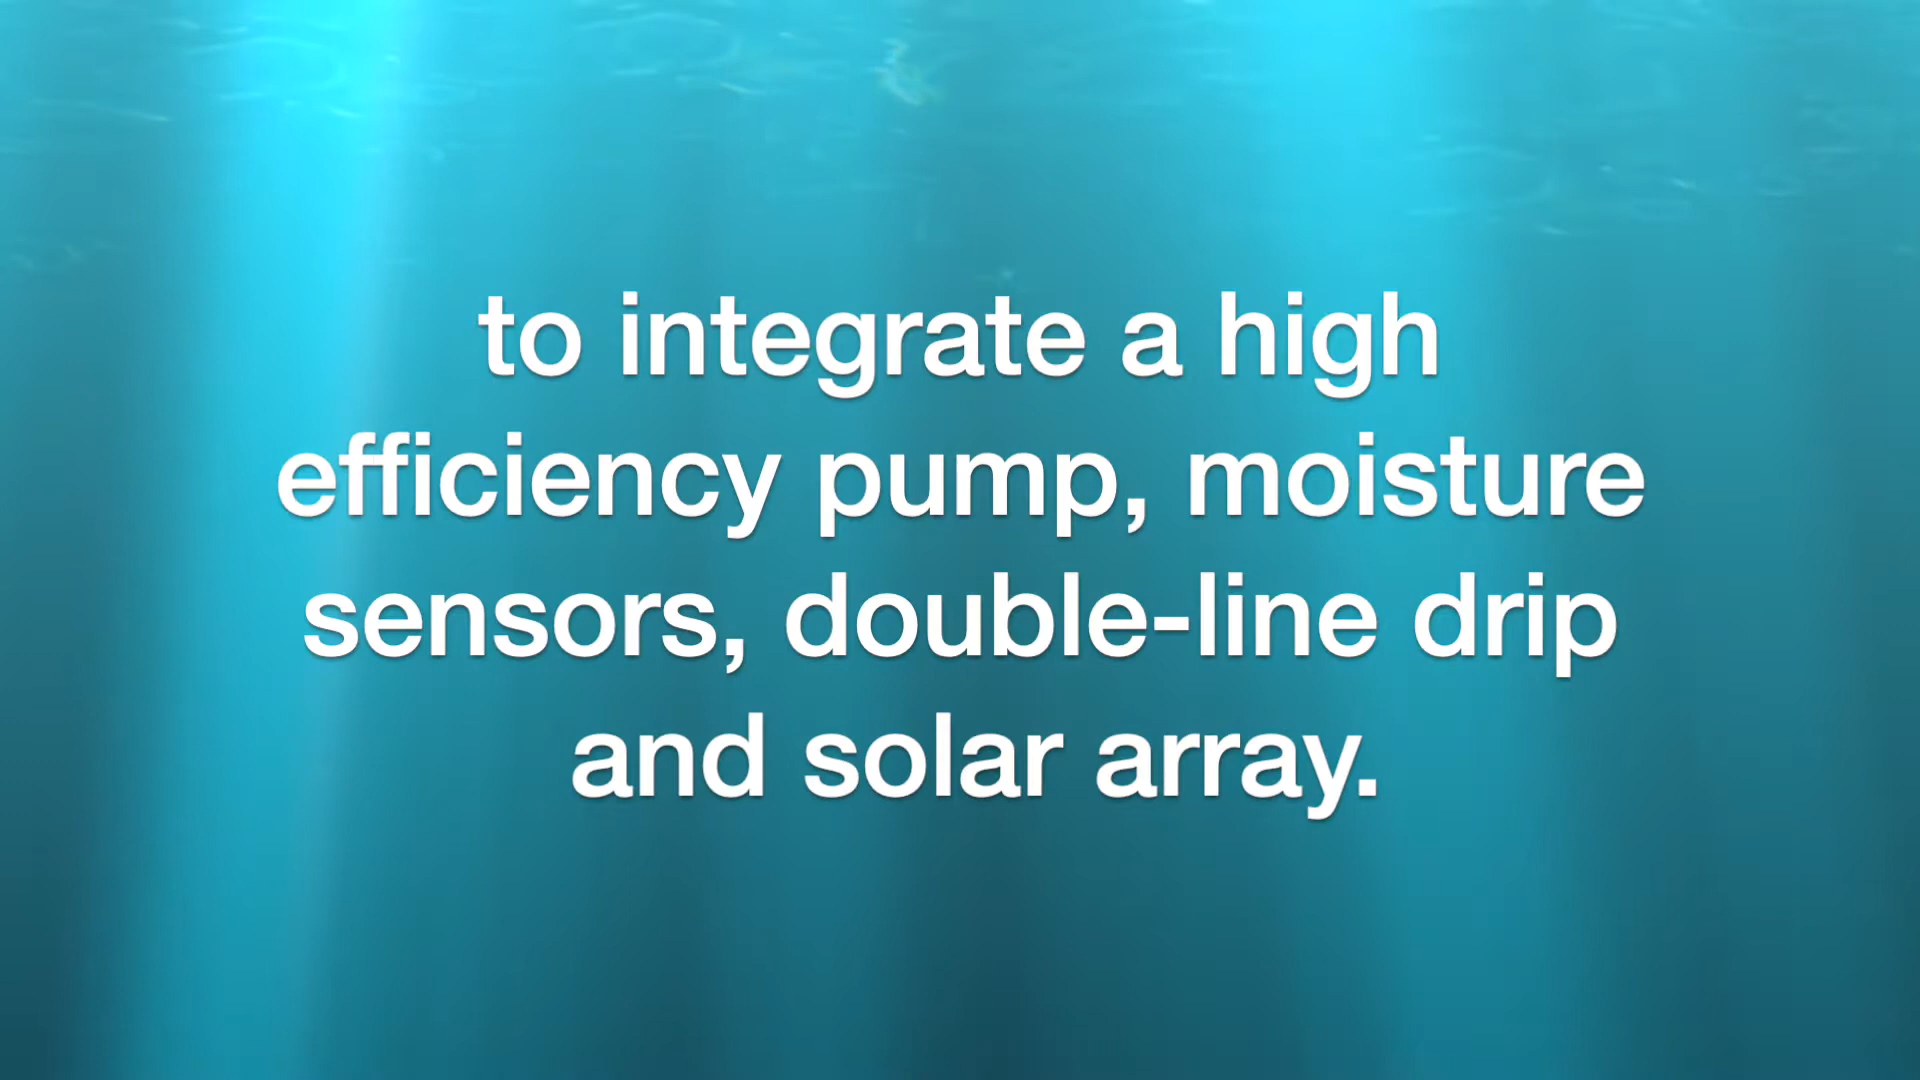 to integrate a high
efficiency pump, moisture
sensors, double-line drip
and solar array.